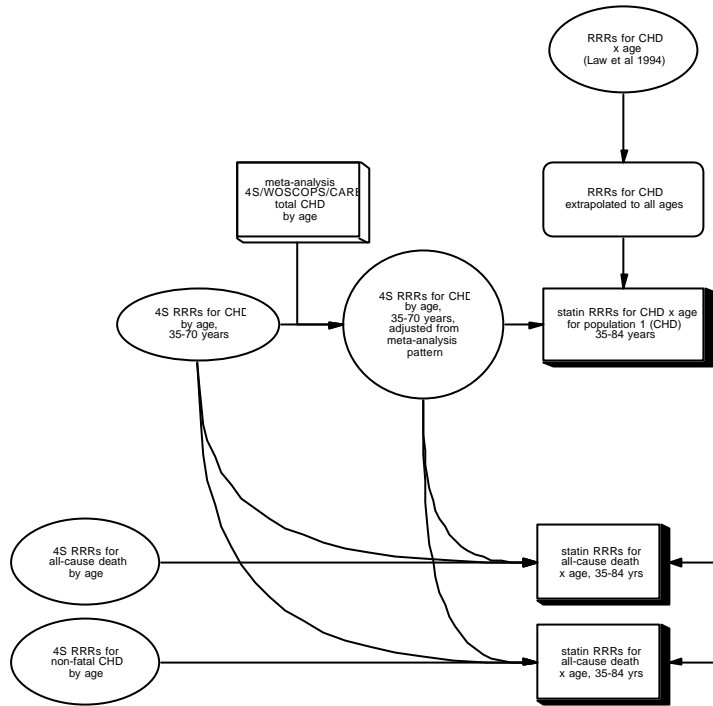 RRRs for CHD
x age
(Law et al 1994)
meta-analysis
4S/WOSCOPS/CARE
total CHD
by age
RRRs for CHD
extrapolated to all ages
4S RRRs for CHD
by age,
35-70 years
4S RRRs for CHD
by age,
35-70 years,
adjusted from
meta-analysis
pattern
statin RRRs for CHD x age
for population 1 (CHD)
35-84 years
4S RRRs for
all-cause death
by age
statin RRRs for
all-cause death
x age, 35-84 yrs
4S RRRs for
non-fatal CHD
by age
statin RRRs for
all-cause death
x age, 35-84 yrs